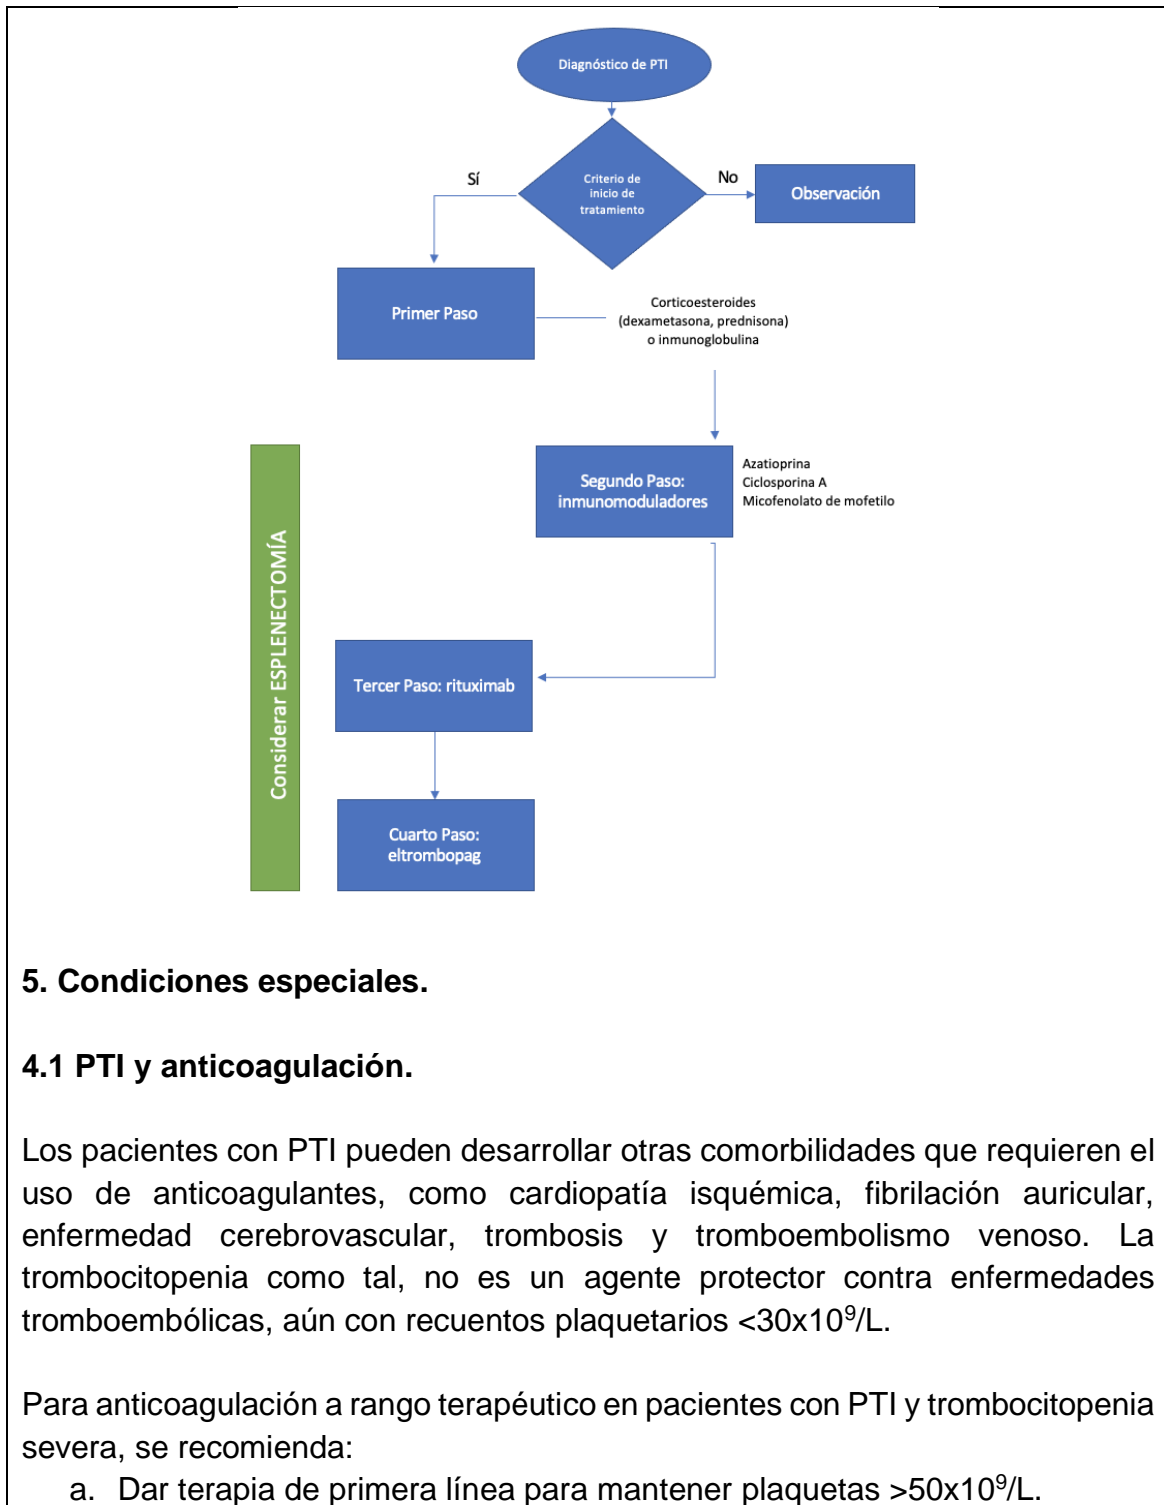 Diagnóstico de PTI
Criterio de
inicio de
tratamiento
Sí
No
Observación
Primer Paso
Corticoesteroides
(dexametasona, prednisona)
o inmunoglobulina
Segundo Paso:
inmunomoduladores
Azatioprina
Ciclosporina A
Micofenolato de mofetilo
Considerar ESPLENECTOMÍA
Tercer Paso: rituximab
Cuarto Paso:
eltrombopag
5. Condiciones especiales.
4.1 PTI y anticoagulación.
Los pacientes con PTI pueden desarrollar otras comorbilidades que requieren el
uso de anticoagulantes, como cardiopatía isquémica, fibrilación auricular,
enfermedad cerebrovascular, trombosis y tromboembolismo venoso. La
trombocitopenia como tal, no es un agente protector contra enfermedades
tromboembólicas, aún con recuentos plaquetarios <30x10⁹/L.
Para anticoagulación a rango terapéutico en pacientes con PTI y trombocitopenia
severa, se recomienda:
a. Dar terapia de primera línea para mantener plaquetas >50x10⁹/L.